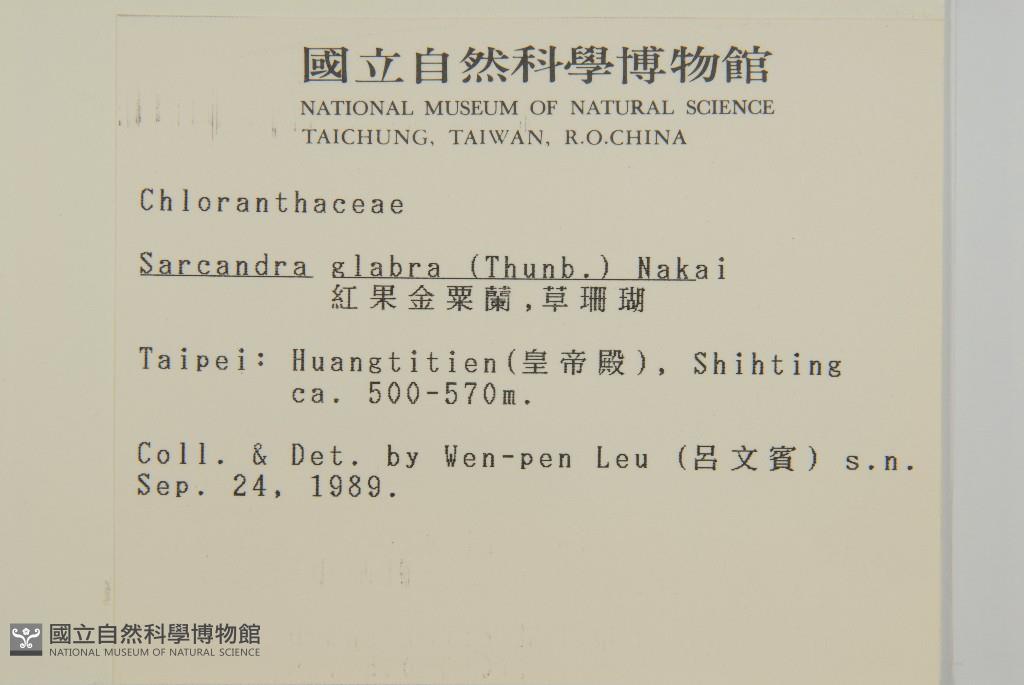 國立自然科學博物館
NATIONAL MUSEUM OF NATURAL SCIENCE
TAICHUNG, TAIWAN, R.O.CHINA
Chloranthaceae
Sarcandra glabra (Thunb.) Nakai
紅果金粟蘭,草珊瑚
Taipei: Huangtitien(皇帝殿), Shihting
ca. 500-570m.
Coll. & Det. by Wen-pen Leu (呂文賓) s.n.
Sep. 24, 1989.
國立自然科學博物館
NATIONAL MUSEUM OF NATURAL SCIENCE